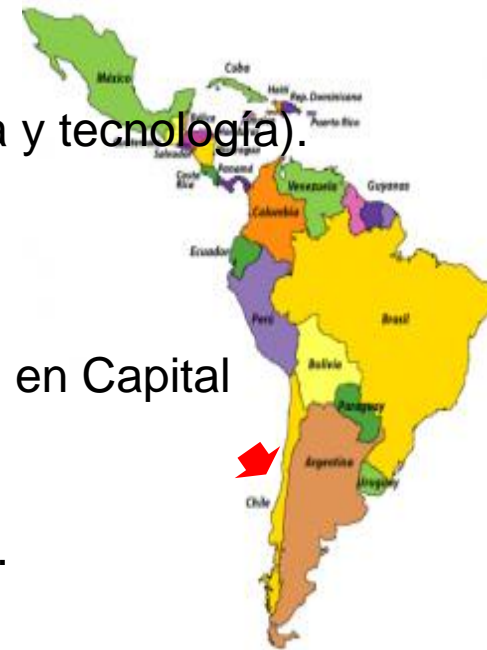 México
Cuba
Haití
Rep. Dominicana
Puerto Rico
a y tecnología).
Salvador
Nicaragua
Costa
Rica
Panamá
Venezuela
Guyanas
Colombia
Ecuador
Perú
Brasil
Bolivia
en Capital
Paraguay
Argentina
Uruguay
Chile
.